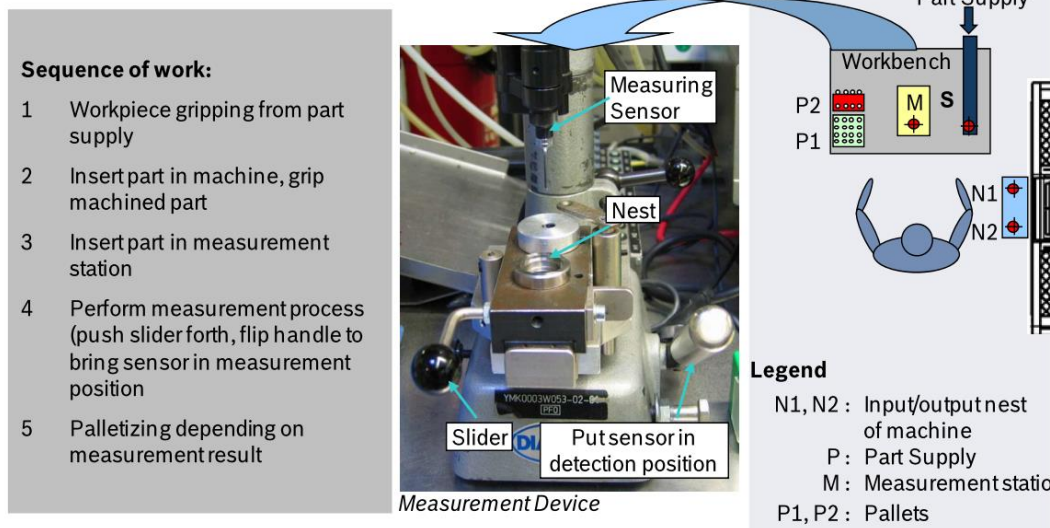 Sequence of work:
1 Workpiece gripping from part
supply
2 Insert part in machine, grip
machined part
3 Insert part in measurement
station
4 Perform measurement process
(push slider forth, flip handle to
bring sensor in measurement
position
5 Palletizing depending on
measurement result
Measuring
Sensor
Nest
YMK0003W053-02-
PFO
Slider
Put sensor in
detection position
Measurement Device
Part Supply
Workbench
P2
M
S
P1
N1
N2
Legend
N1, N2 : Input/output nest
of machine
P : Part Supply
M : Measurement statio
P1, P2 : Pallets